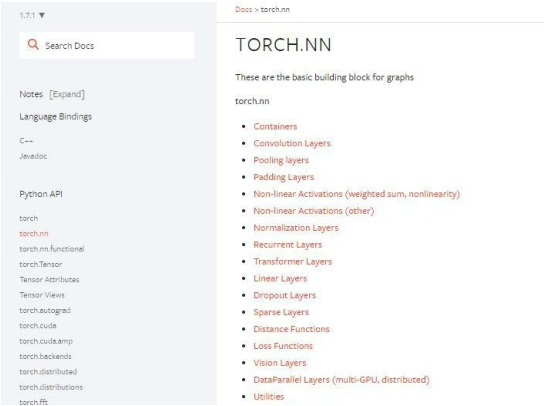 1.7.1 ▼
Search Docs
Notes [Expand]
Language Bindings
C++
Javadoc
Python API
torch
torch.nn
torch.nn.functional
torch.Tensor
Tensor Attributes
Tensor Views
torch.autograd
torch.cuda
torch.cuda.amp
torch.backends
torch.distributed
torch.distributions
torch.fft
Docs > torch.nn
TORCH.NN
These are the basic building block for graphs
torch.nn
• Containers
• Convolution Layers
• Pooling layers
• Padding Layers
• Non-linear Activations (weighted sum, nonlinearity)
• Non-linear Activations (other)
• Normalization Layers
• Recurrent Layers
• Transformer Layers
• Linear Layers
• Dropout Layers
• Sparse Layers
• Distance Functions
• Loss Functions
• Vision Layers
• DataParallel Layers (multi-GPU, distributed)
• Utilities